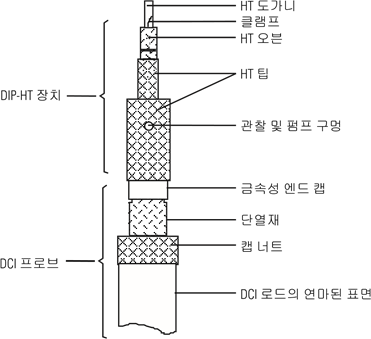 HT 도가니
클램프
HT 오븐
HT 팁
DIP-HT 장치
관찰 및 펌프 구멍
금속성 엔드 캡
단열재
캡 너트
DCI 프로브
DCI 로드의 연마된 표면